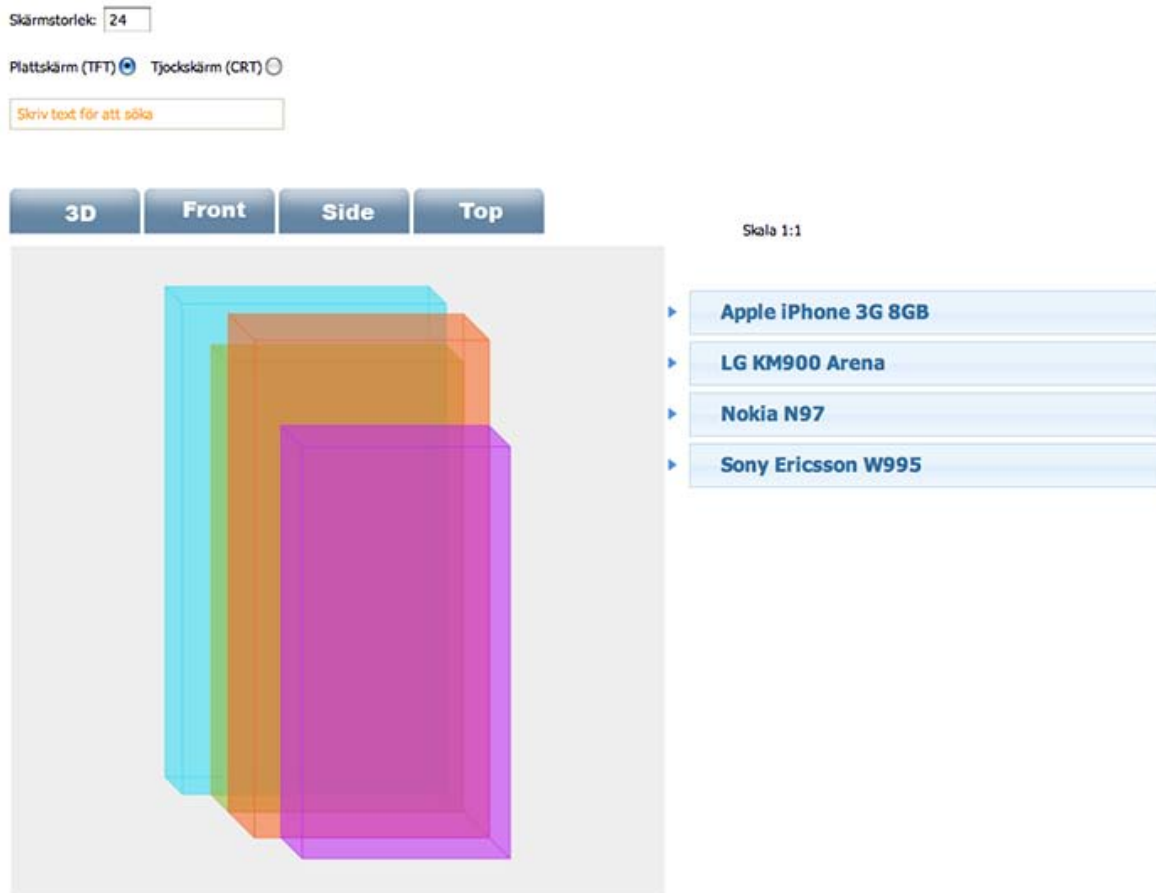 Skärmstorlek: 24
Plattskärm (TFT) Tjockskärm (CRT)
Skriv text för att söka
3D Front Side Top
Skala 1:1
Apple iPhone 3G 8GB
LG KM900 Arena
Nokia N97
Sony Ericsson W995